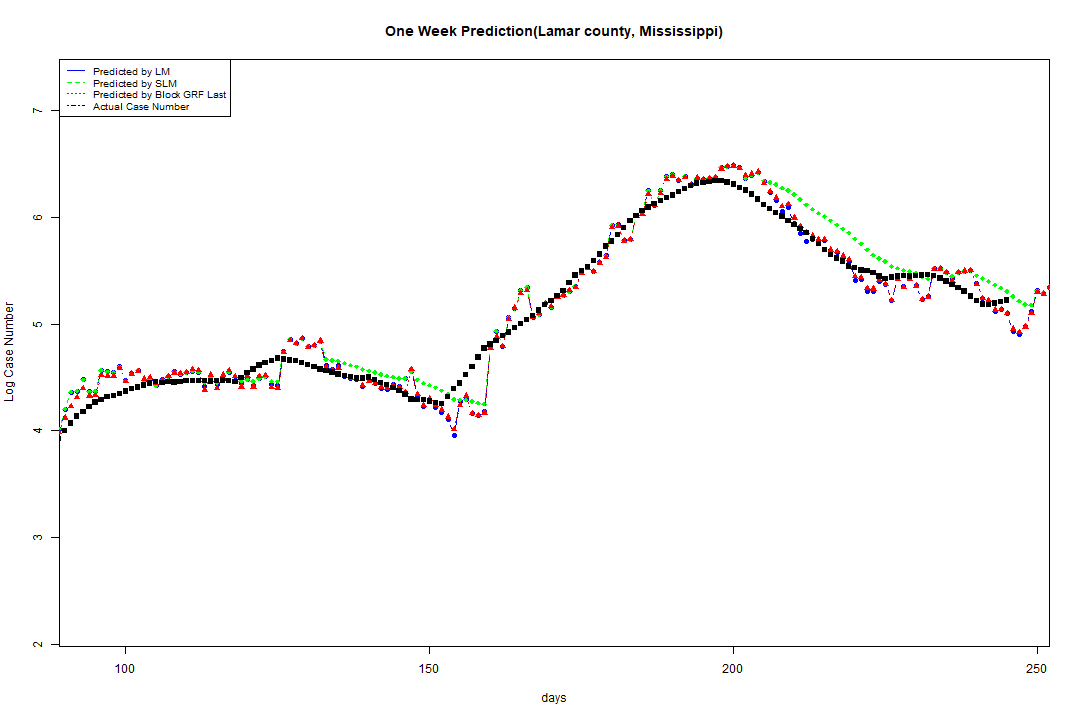 One Week Prediction(Lamar county, Mississippi)
Predicted by LM
Predicted by SLM
Predicted by Block GRF Last
Actual Case Number
7
6
5
4
3
2
Log Case Number
100 150 200 250
days